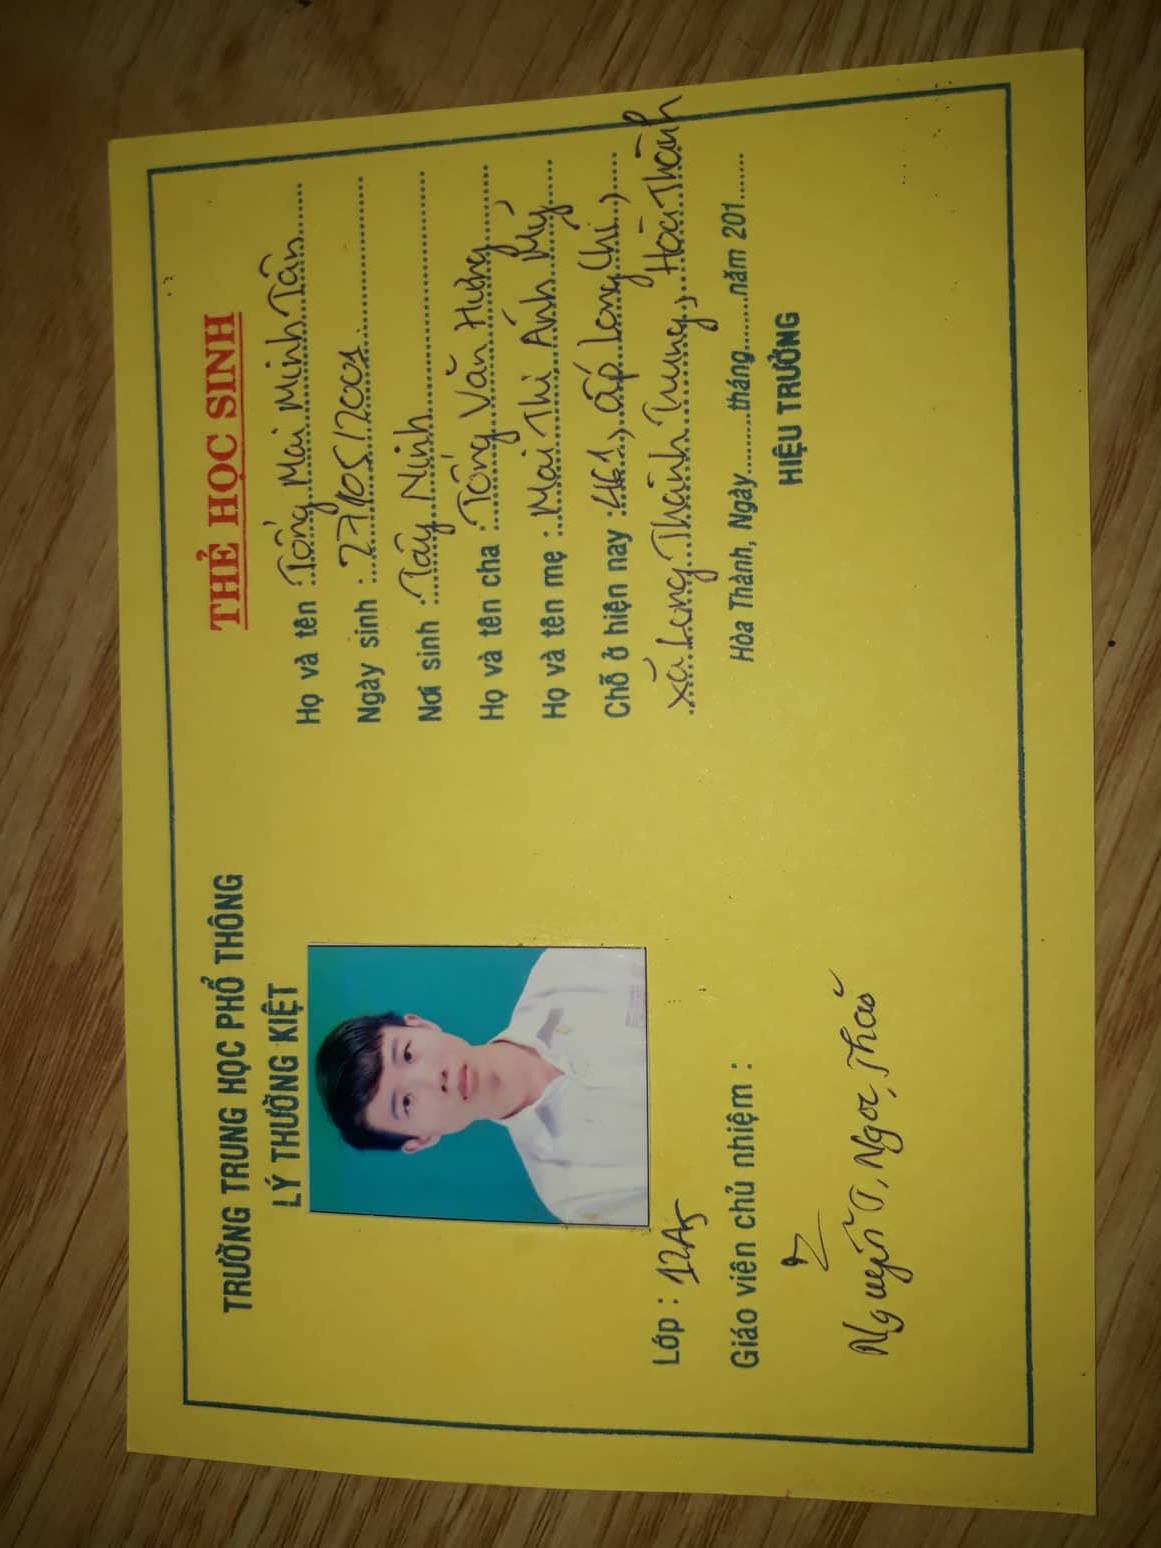 TRƯỜNG TRUNG HỌC PHỔ THÔNG
LÝ THƯỜNG KIỆT
Lớp : 12A5
Giáo viên chủ nhiệm :
Nguyễn T. Ngọc Thảo
THẺ HỌC SINH
Họ và tên : Tống Mai Minh Tân
Ngày sinh : 27/05/2001
Nơi sinh : Tây Ninh
Họ và tên cha : Tống Văn Hưng
Họ và tên mẹ : Mai Thị Ánh Mỹ
Chỗ ở hiện nay : 461, ấp Long Chí,
xã Long Thành Trung, Hoà Thành
Hòa Thành, Ngày........tháng........năm 201......
HIỆU TRƯỞNG